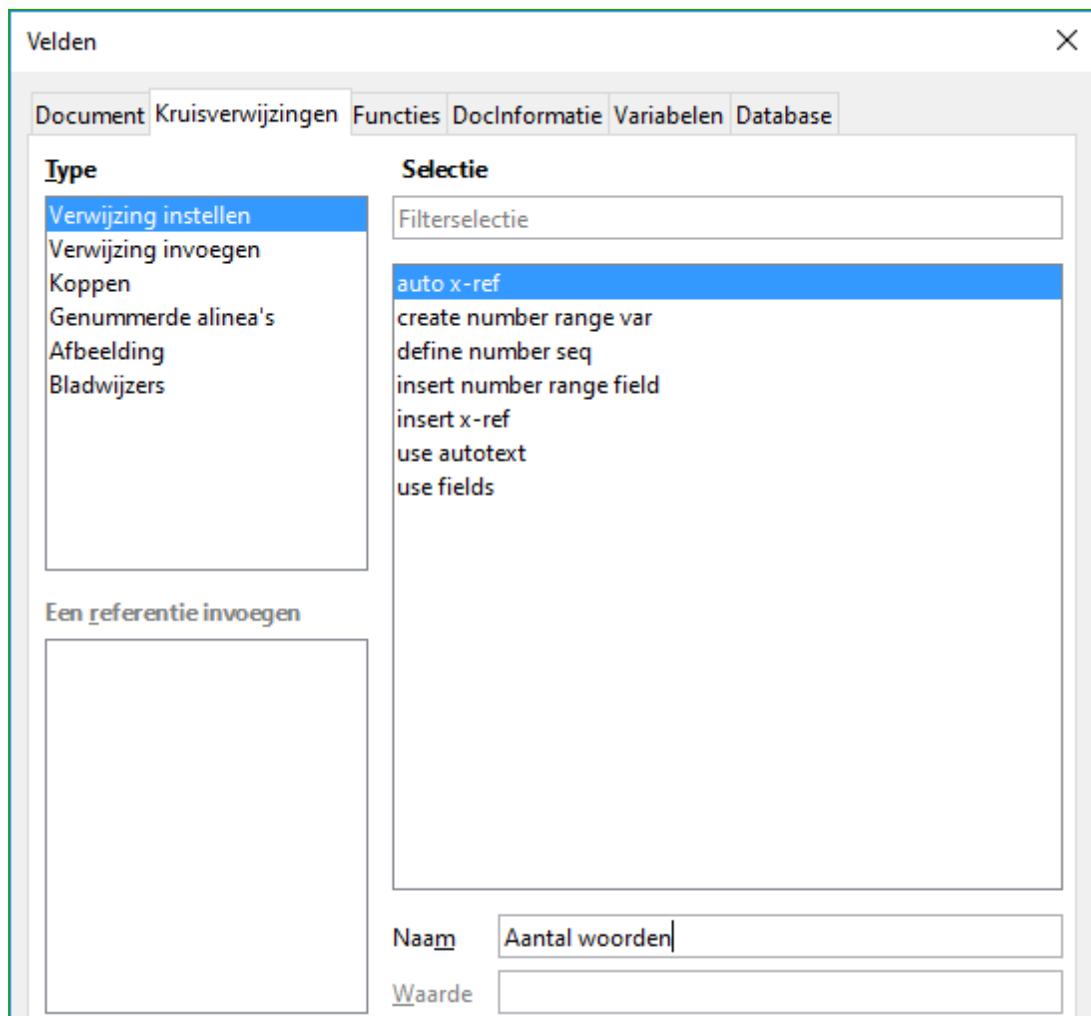 Velden
Document Kruisverwijzingen Functies DocInformatie Variabelen Database
Type
Verwijzing instellen
Verwijzing invoegen
Koppen
Genummerde alinea's
Afbeelding
Bladwijzers
Een referentie invoegen
Selectie
Filterselectie
auto x-ref
create number range var
define number seq
insert number range field
insert x-ref
use autotext
use fields
Naam Aantal woorden
Waarde